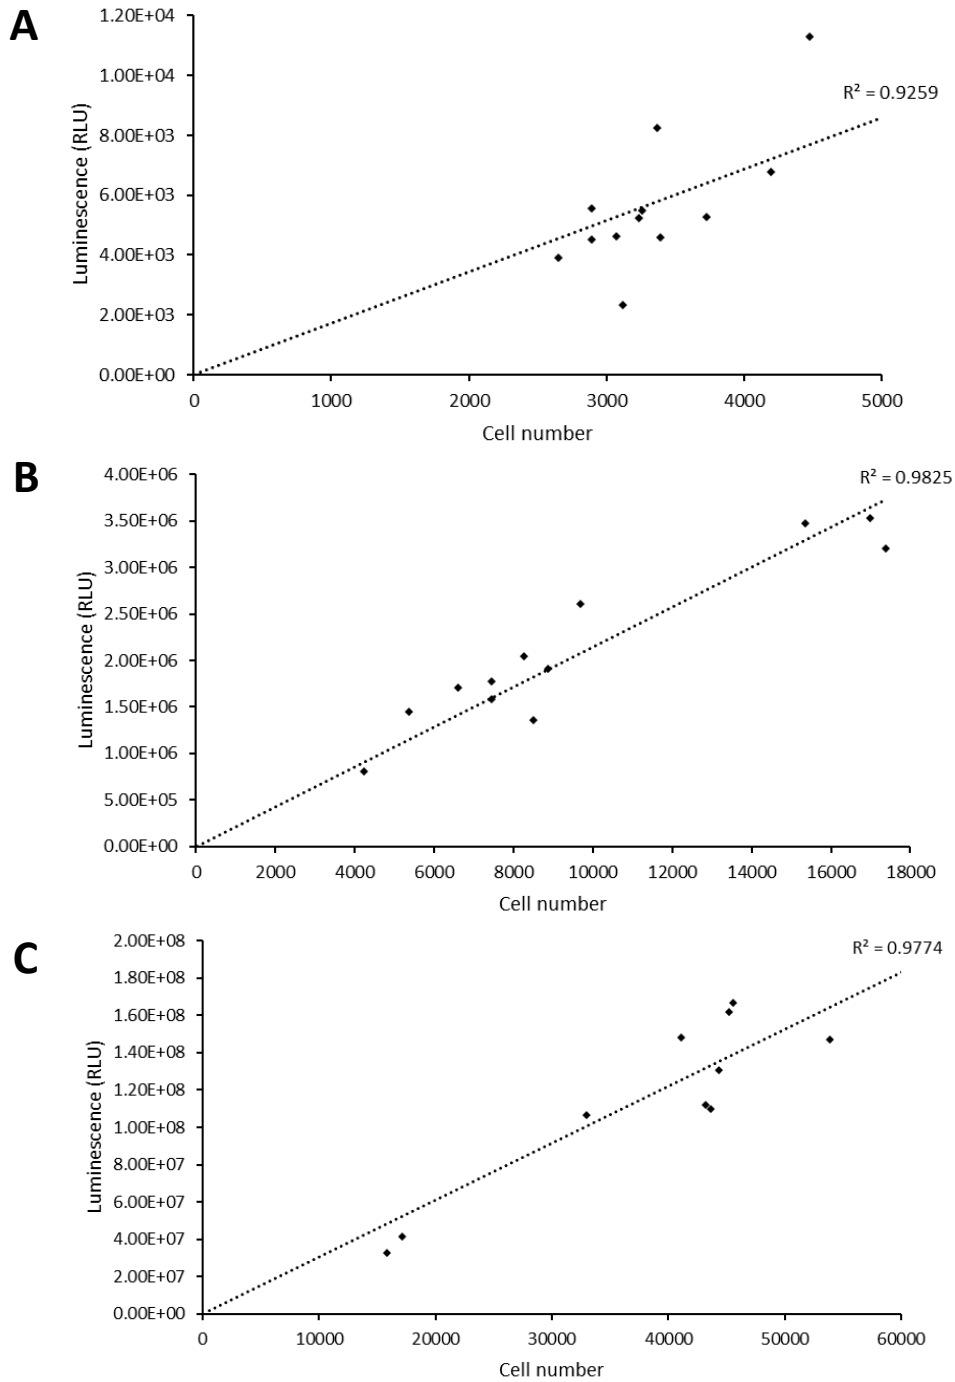 A
1.20E+04
1.00E+04
8.00E+03
6.00E+03
4.00E+03
2.00E+03
0.00E+00
Luminescence (RLU)
R² = 0.9259
0 1000 2000 3000 4000 5000
Cell number
B
4.00E+06
3.50E+06
3.00E+06
2.50E+06
2.00E+06
1.50E+06
1.00E+06
5.00E+05
0.00E+00
Luminescence (RLU)
R² = 0.9825
0 2000 4000 6000 8000 10000 12000 14000 16000 18000
Cell number
C
2.00E+08
1.80E+08
1.60E+08
1.40E+08
1.20E+08
1.00E+08
8.00E+07
6.00E+07
4.00E+07
2.00E+07
0.00E+00
Luminescence (RLU)
R² = 0.9774
0 10000 20000 30000 40000 50000 60000
Cell number